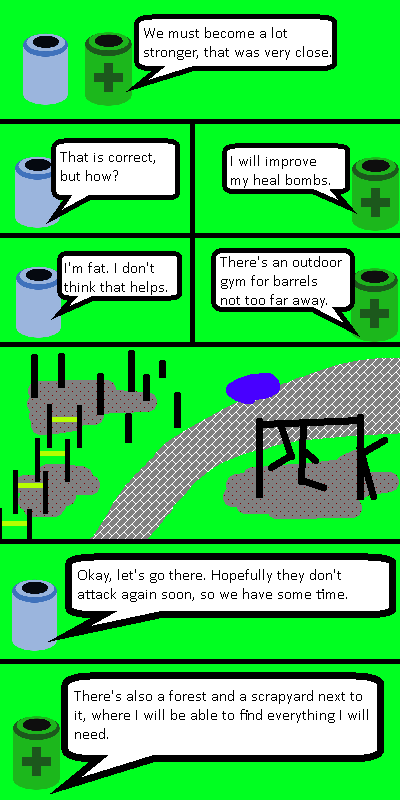 We must become a lot
stronger, that was very close.
That is correct,
but how?
I will improve
my heal bombs.
I'm fat. I don't
think that helps.
There's an outdoor
gym for barrels
not too far away.
Okay, let's go there. Hopefully they don't
attack again soon, so we have some time.
There's also a forest and a scrapyard next to
it, where I will be able to find everything I will
need.